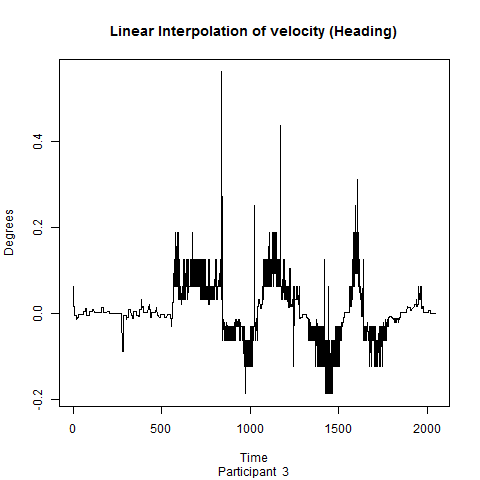 Linear Interpolation of velocity (Heading)
Degrees
0.4
0.2
0.0
-0.2
0 500 1000 1500 2000
Time
Participant 3